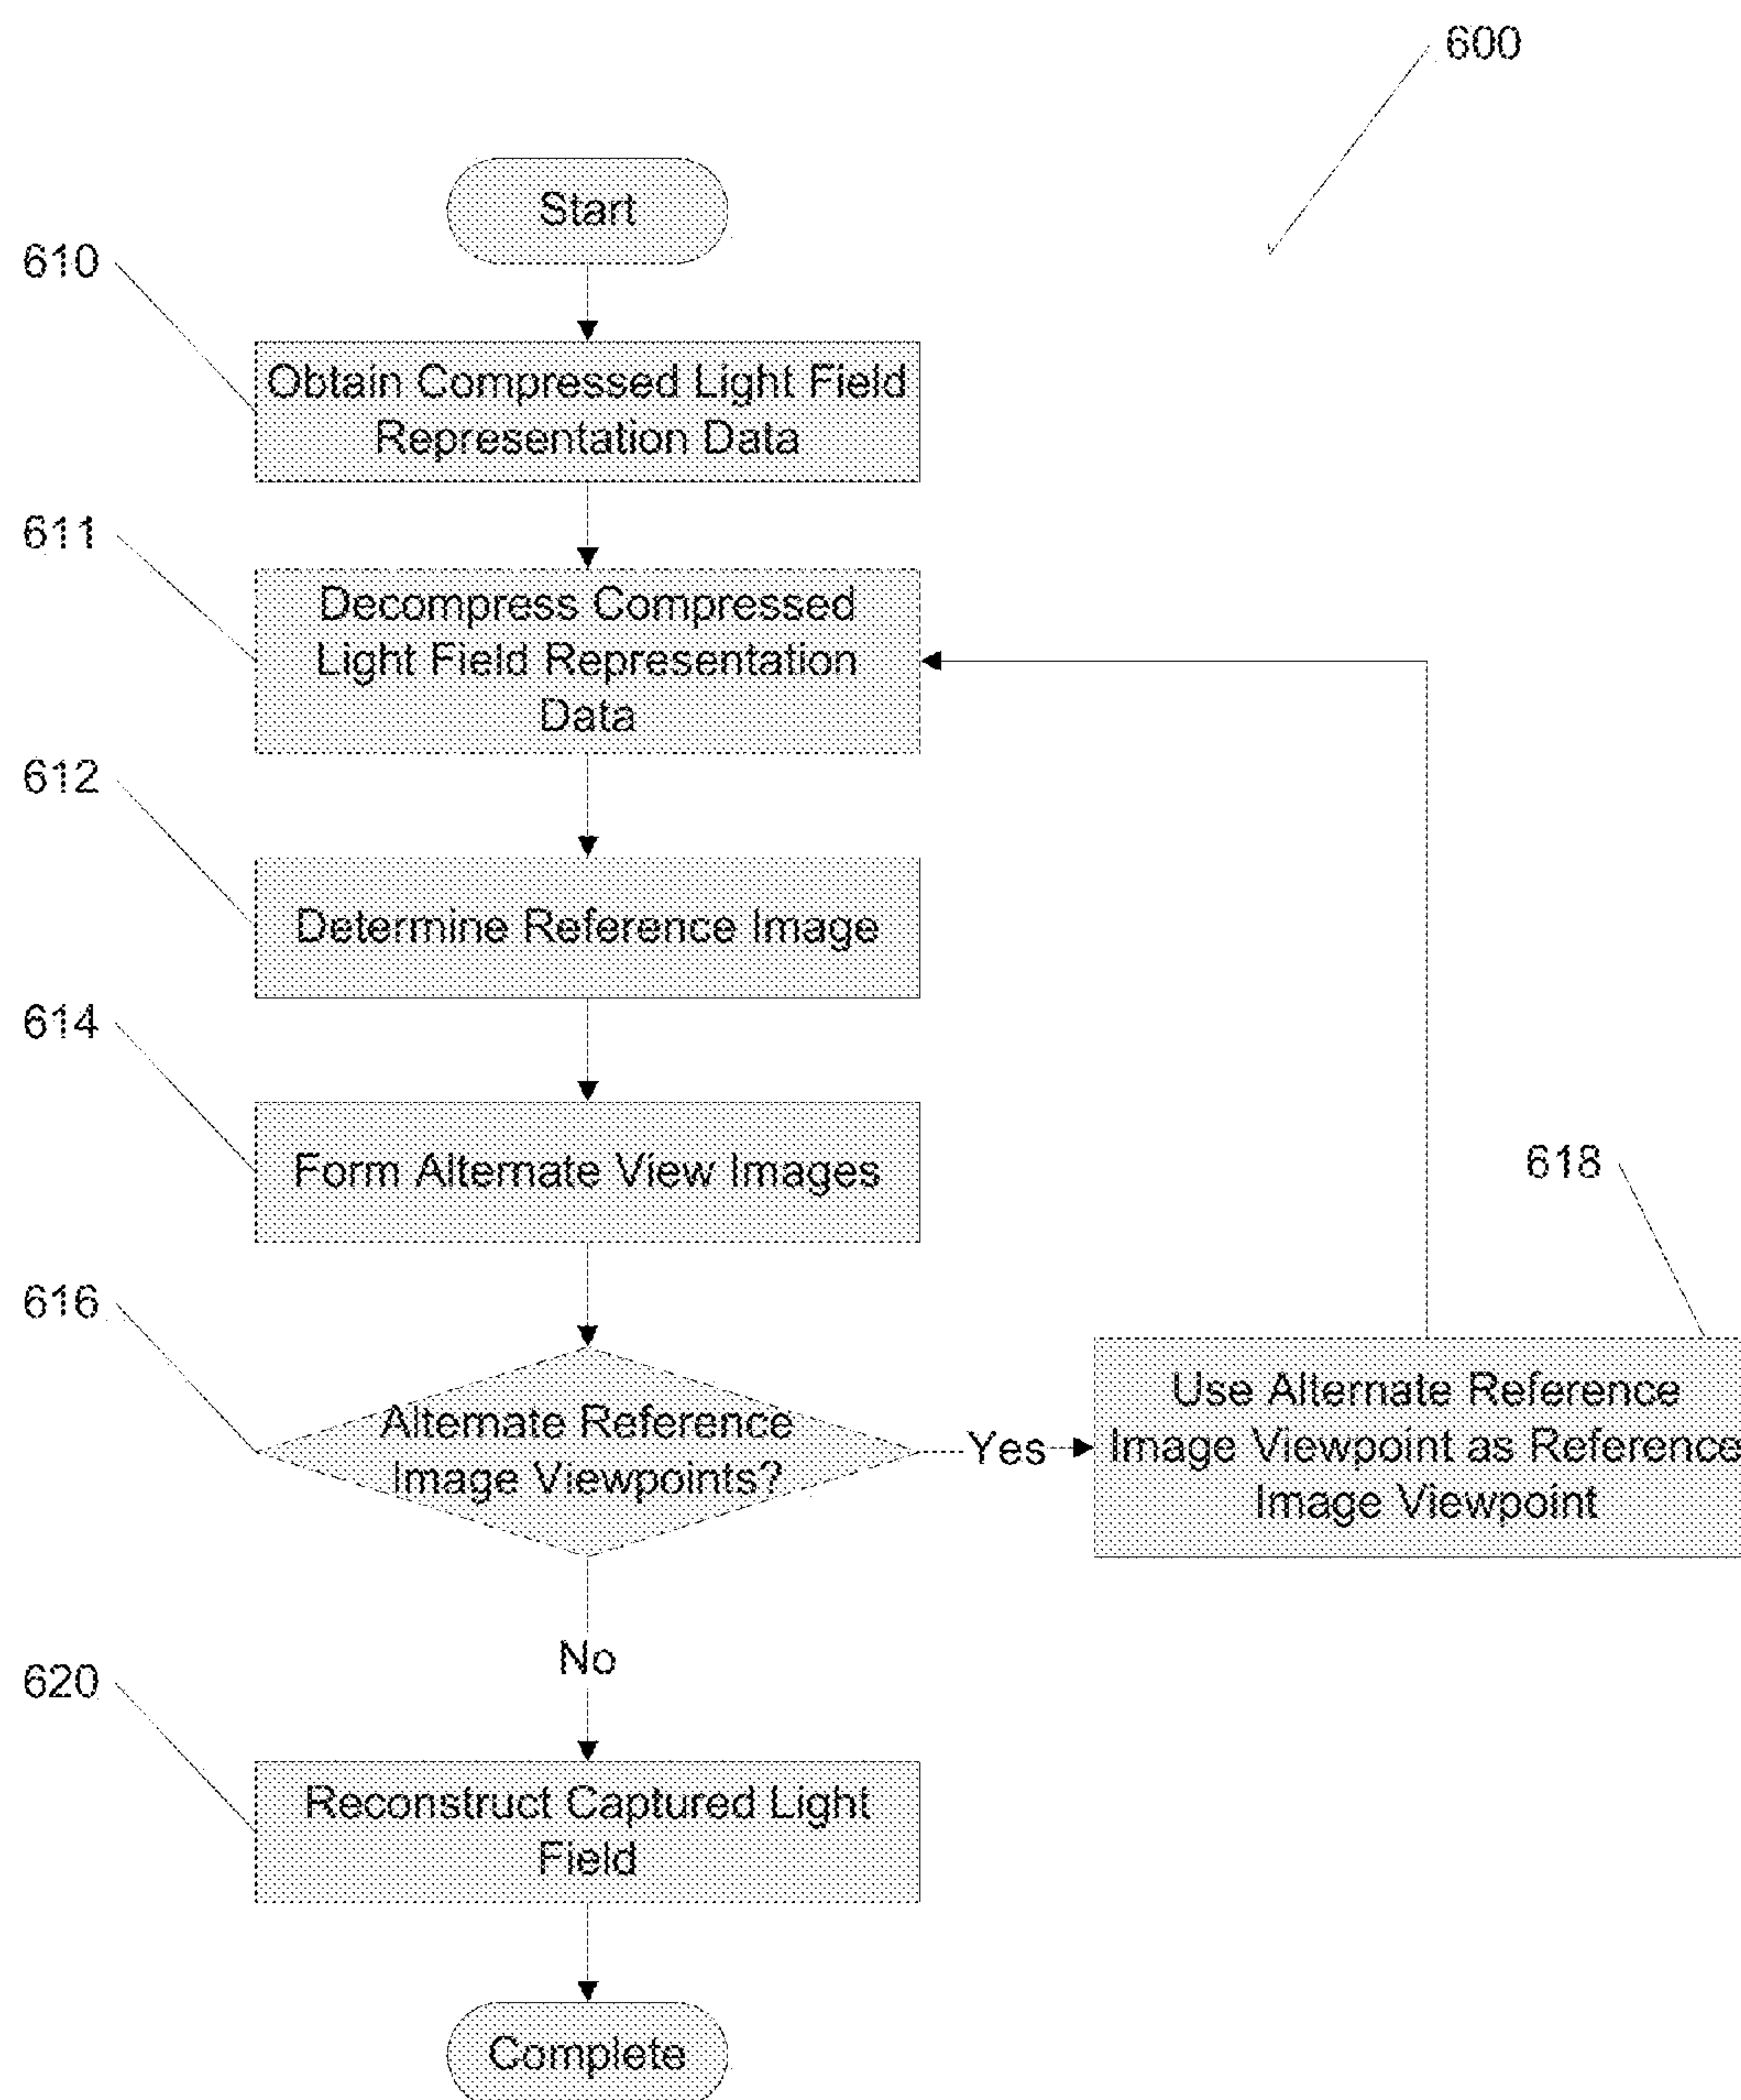 600
Start
610
Obtain Compressed Light Field
Representation Data
611
Decompress Compressed
Light Field Representation
Data
612
Determine Reference Image
614
Form Alternate View Images
616
Alternate Reference
Image Viewpoints?
Yes
618
Use Alternate Reference
Image Viewpoint as Reference
Image Viewpoint
No
620
Reconstruct Captured Light
Field
Complete